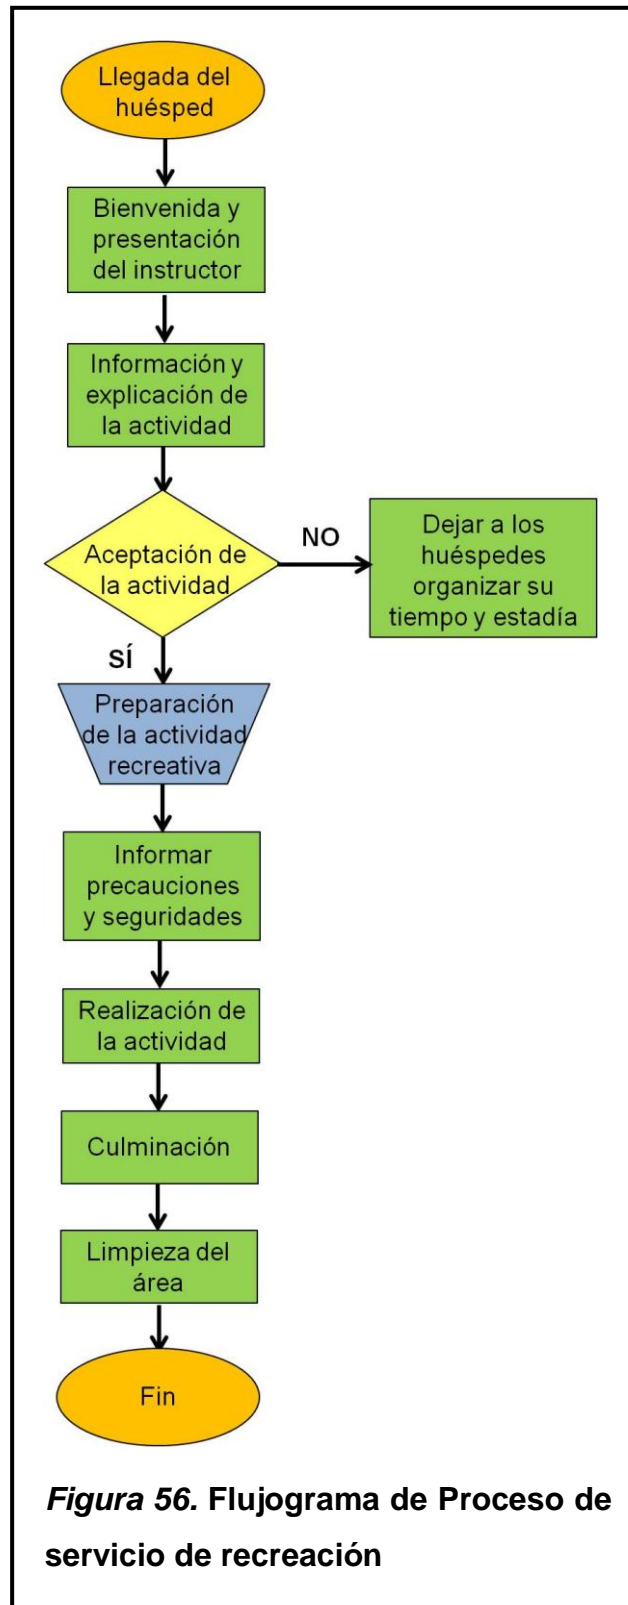 Llegada del
huésped
Bienvenida y
presentación
del instructor
Información y
explicación de
la actividad
Aceptación de
la actividad
NO
Dejar a los
huéspedes
organizar su
tiempo y estadía
SÍ
Preparación
de la actividad
recreativa
Informar
precauciones
y seguridades
Realización de
la actividad
Culminación
Limpieza del
área
Fin
Figura 56. Flujograma de Proceso de
servicio de recreación